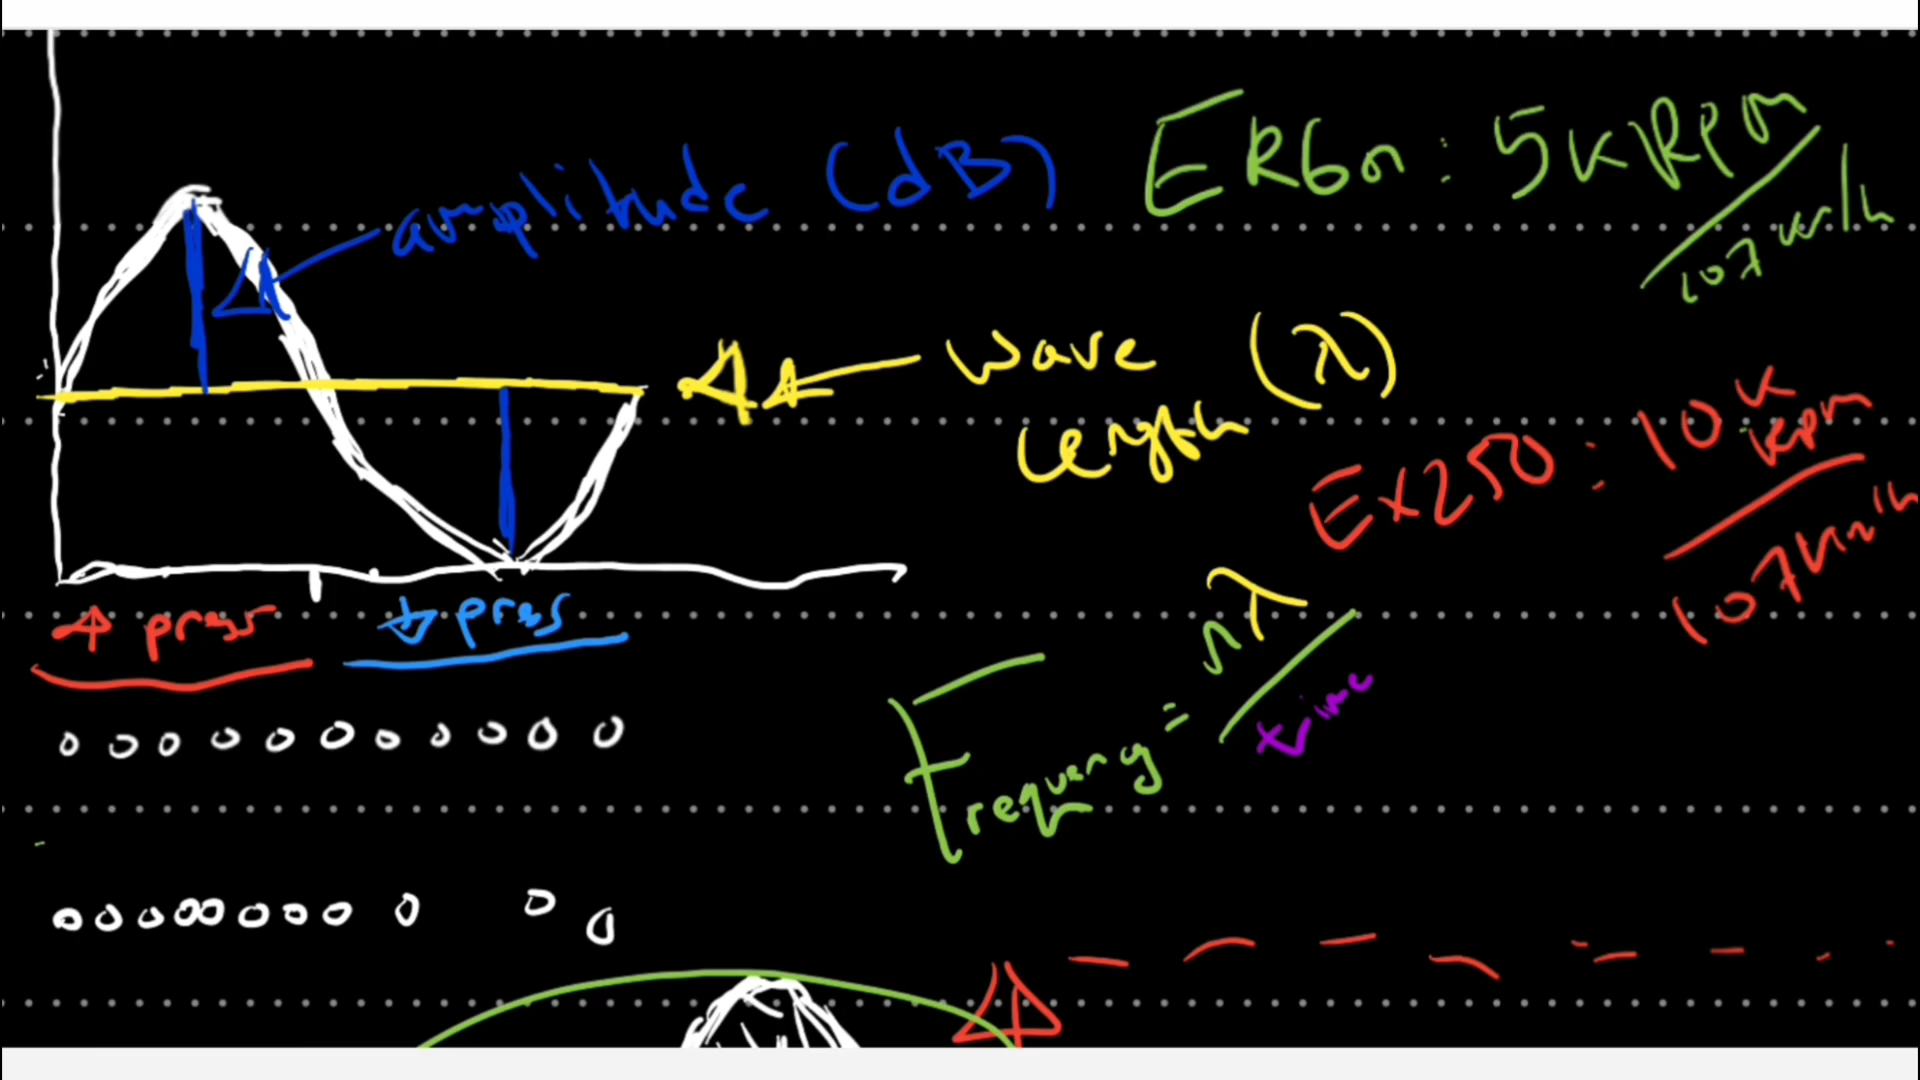 amplitude (dB)
ER6n: 5K Rpm
107 km/h
Wave (λ)
Length
Ex250: 10K
Rpm
107 km/h
↑ press
↓ press
Frequency = nλ
/ time